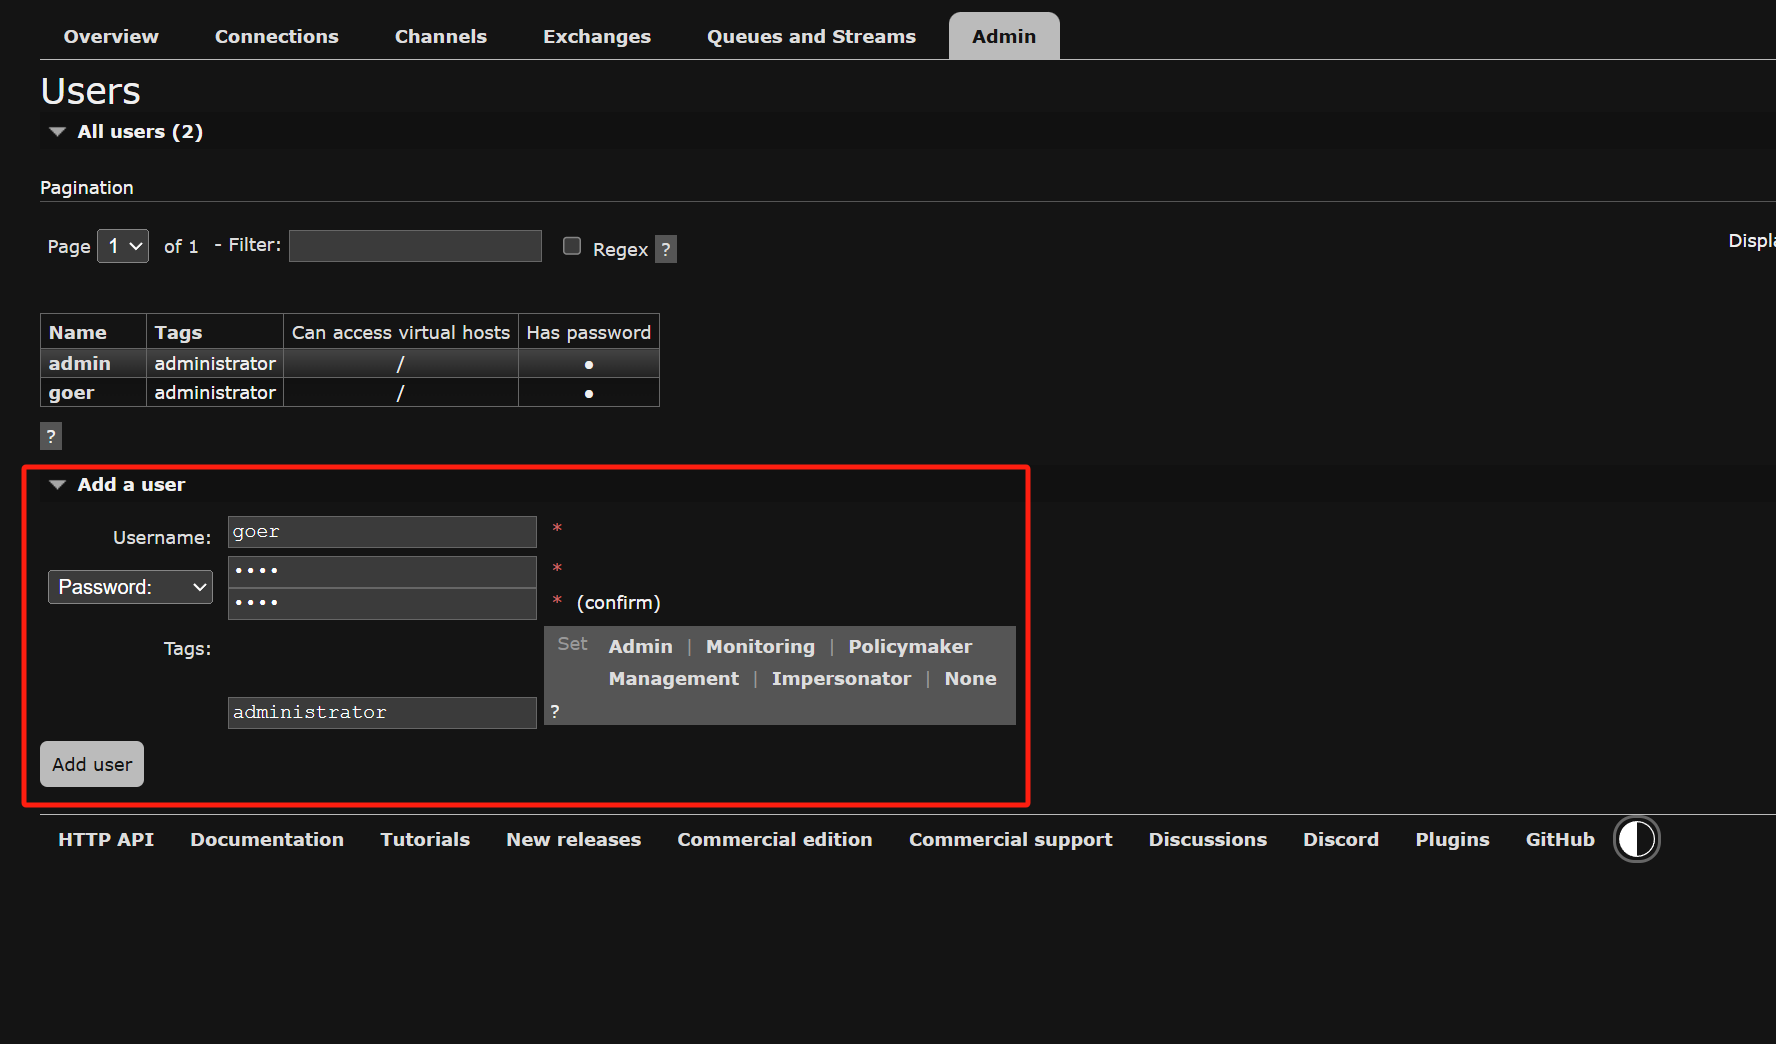 Overview Connections Channels Exchanges Queues and Streams Admin
Users
All users (2)
Pagination
Page 1 of 1 - Filter: Regex ? Displa
Name Tags Can access virtual hosts Has password
admin administrator / ●
goer administrator / ●
?
Add a user
Username: goer *
Password: •••• *
•••• * (confirm)
Tags: Set Admin | Monitoring | Policymaker
Management | Impersonator | None
administrator ?
Add user
HTTP API Documentation Tutorials New releases Commercial edition Commercial support Discussions Discord Plugins GitHub